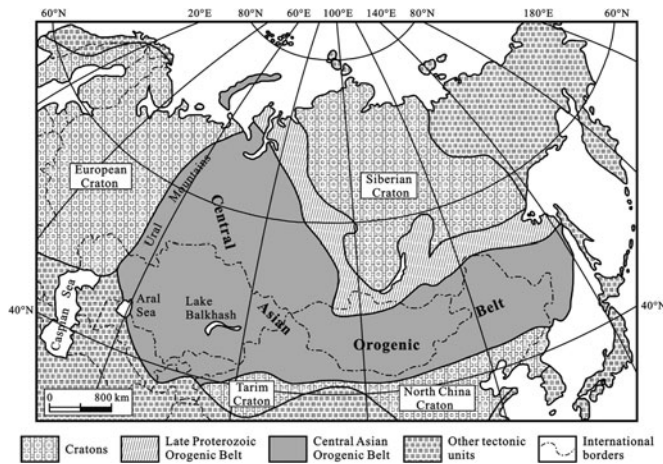 60°N 20°E 80°N 60°E 100°E 140°E 80°N 180°E 60°N
European
Craton
Siberian
Craton
Ural Mountains
Central
Asian
Orogenic
Belt
40°N
Caspian Sea
Aral
Sea
Lake
Balkhash
40°N
Tarim
Craton
North China
Craton
0 800 km
Cratons
Late Proterozoic
Orogenic Belt
Central Asian
Orogenic Belt
Other tectonic
units
International
borders